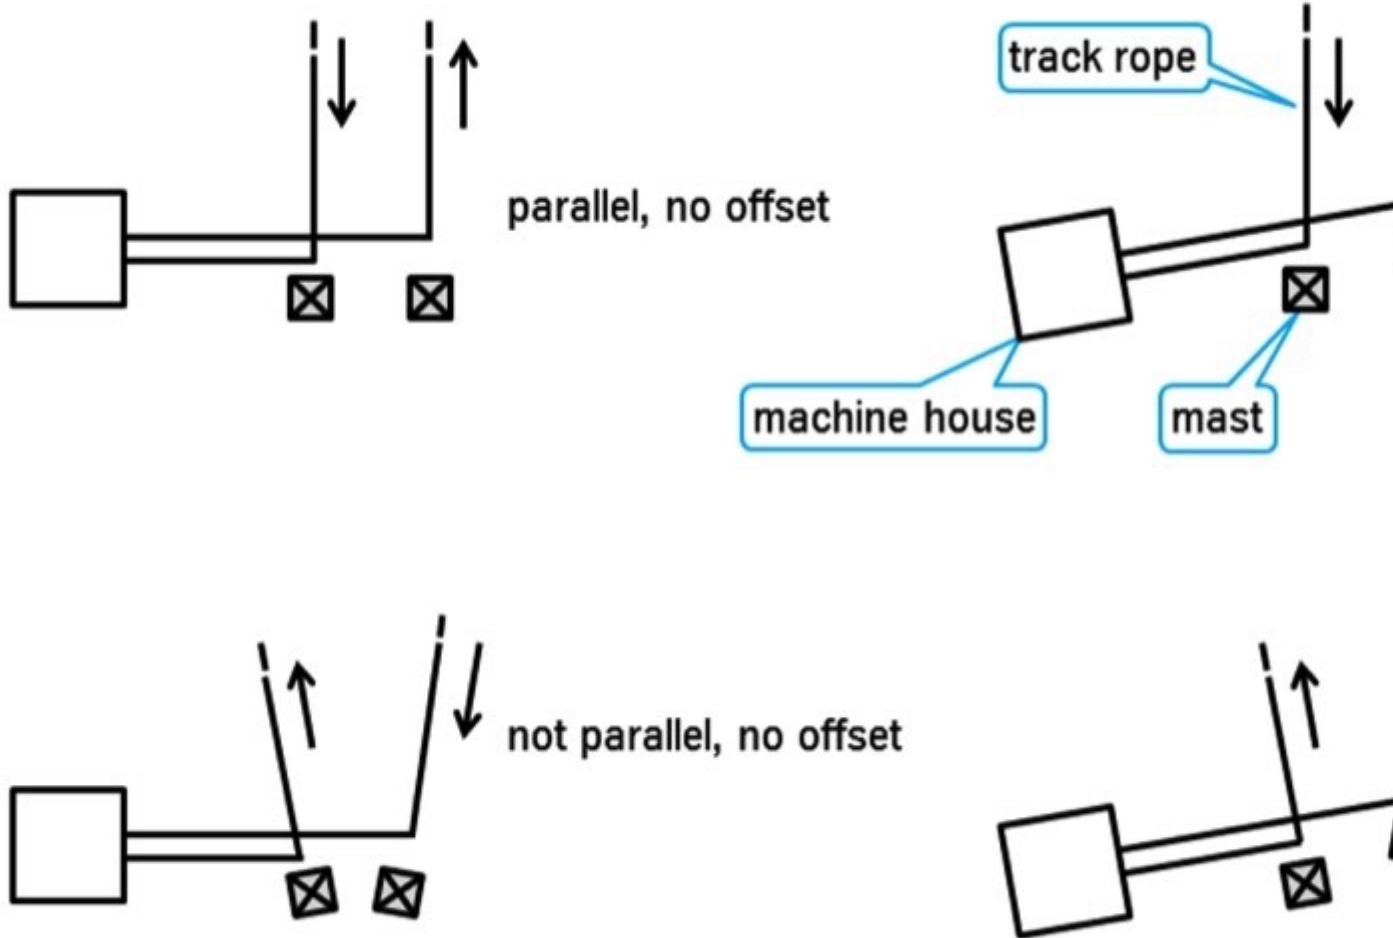 track rope
parallel, no offset
machine house
mast
not parallel, no offset